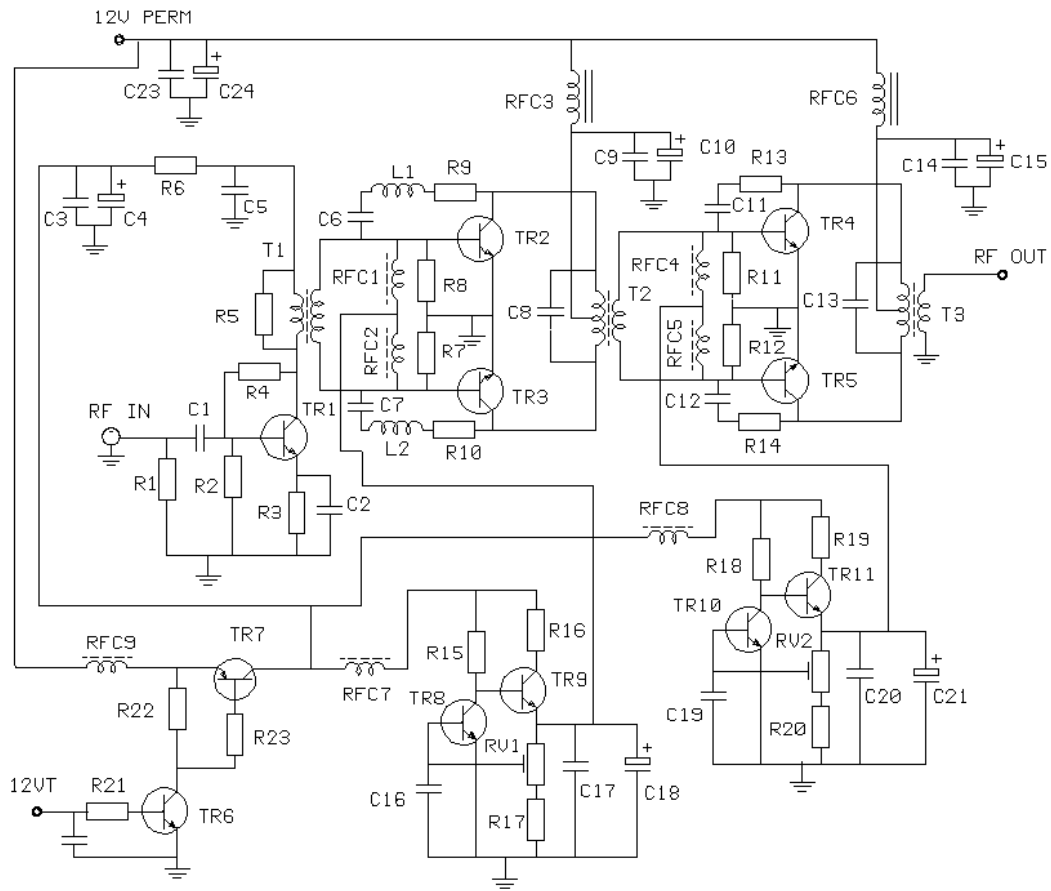 12V PERM
C23
C24
RFC3
RFC6
C9
C10
C14
C15
R6
C3
C4
C5
L1
R9
R13
C6
C11
TR2
TR4
T1
RFC1
R8
RFC4
R11
RF OUT
R5
C8
T2
C13
T3
RFC2
R7
RFC5
R12
TR3
TR5
R4
C7
C12
TR1
L2
R10
R14
RF IN
C1
R1
R2
R3
C2
RFC8
R18
R19
TR11
TR10
RV2
C19
R20
C20
C21
RFC9
TR7
RFC7
R15
R16
TR9
TR8
RV1
R22
R23
C16
R17
C17
C18
12VT
R21
TR6
+
+
+
+
+
+